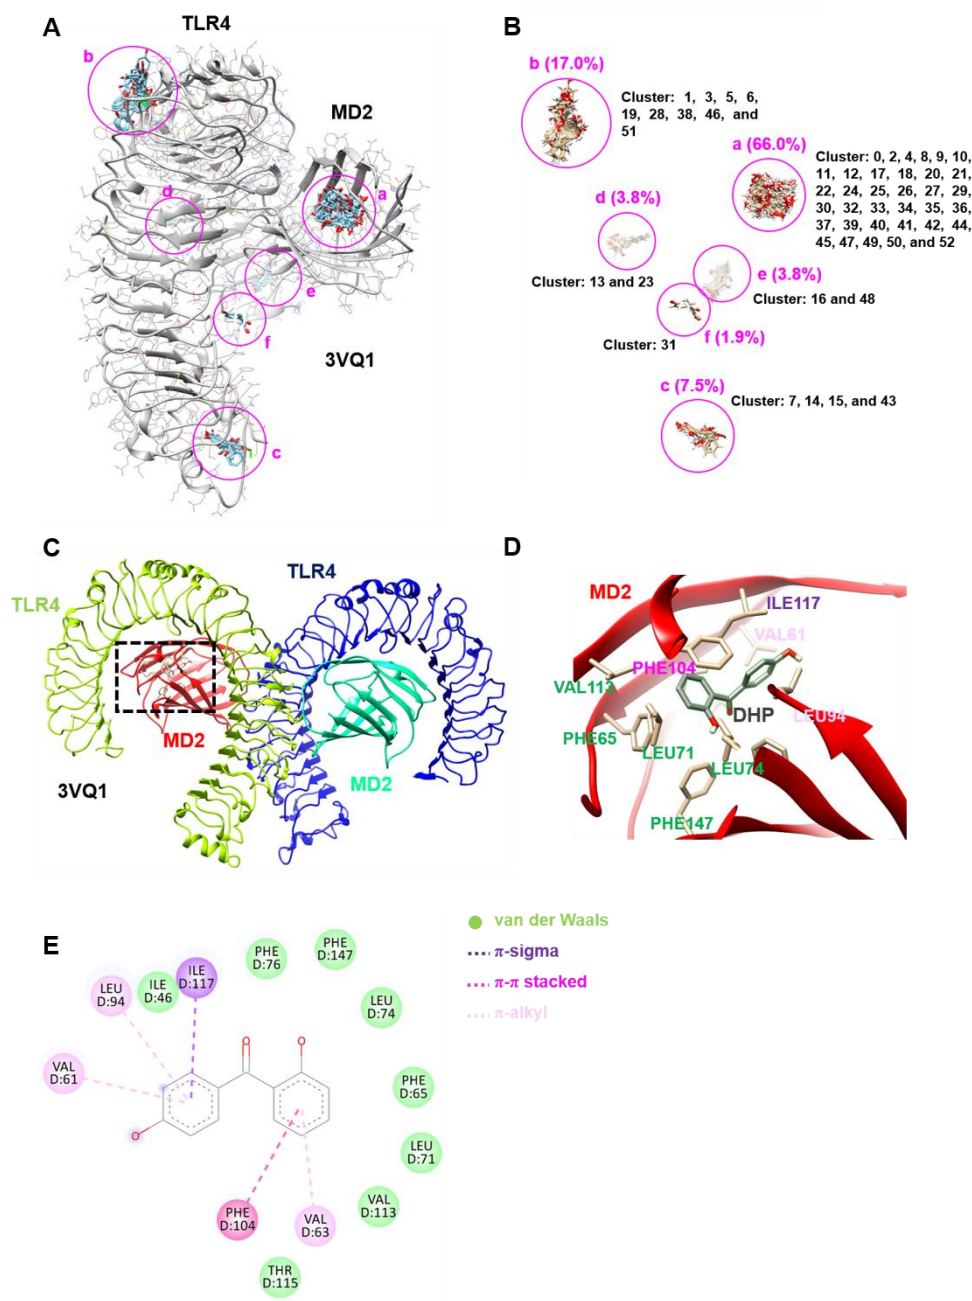 A
TLR4
b
MD2
a
d
e
f
3VQ1
c
B
b (17.0%)
Cluster: 1, 3, 5, 6,
19, 28, 38, 46, and
51
a (66.0%)
Cluster: 0, 2, 4, 8, 9, 10,
11, 12, 17, 18, 20, 21,
22, 24, 25, 26, 27, 29,
30, 32, 33, 34, 35, 36,
37, 39, 40, 41, 42, 44,
45, 47, 49, 50, and 52
d (3.8%)
Cluster: 13 and 23
e (3.8%)
Cluster: 16 and 48
Cluster: 31
f (1.9%)
c (7.5%)
Cluster: 7, 14, 15, and 43
C
TLR4
TLR4
MD2
3VQ1
MD2
D
MD2
ILE117
VAL61
PHE104
VAL113
DHP
LEU94
PHE65
LEU71
LEU74
PHE147
E
van der Waals
π-sigma
π-π stacked
π-alkyl
PHE
D:76
PHE
D:147
ILE
D:117
ILE
D:46
LEU
D:94
LEU
D:74
O
O
VAL
D:61
PHE
D:65
O
LEU
D:71
VAL
D:113
PHE
D:104
VAL
D:63
THR
D:115